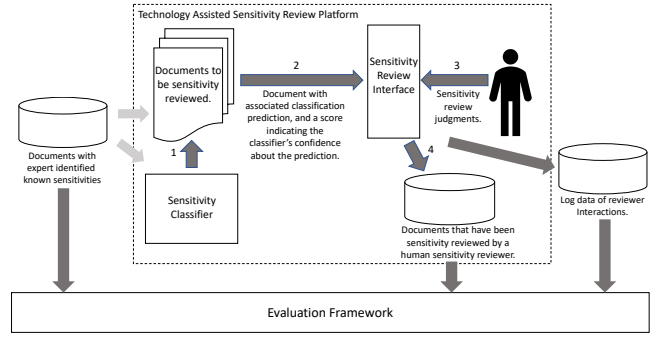 Technology Assisted Sensitivity Review Platform
Documents to
be sensitivity
reviewed.
2
Document with
associated classification
prediction, and a score
indicating the
classifier's confidence
about the prediction.
Sensitivity
Review
Interface
3
Sensitivity
review
judgments.
Documents with
expert identified
known sensitivities
1
Sensitivity
Classifier
4
Documents that have been
sensitivity reviewed by a
human sensitivity reviewer.
Log data of reviewer
Interactions.
Evaluation Framework